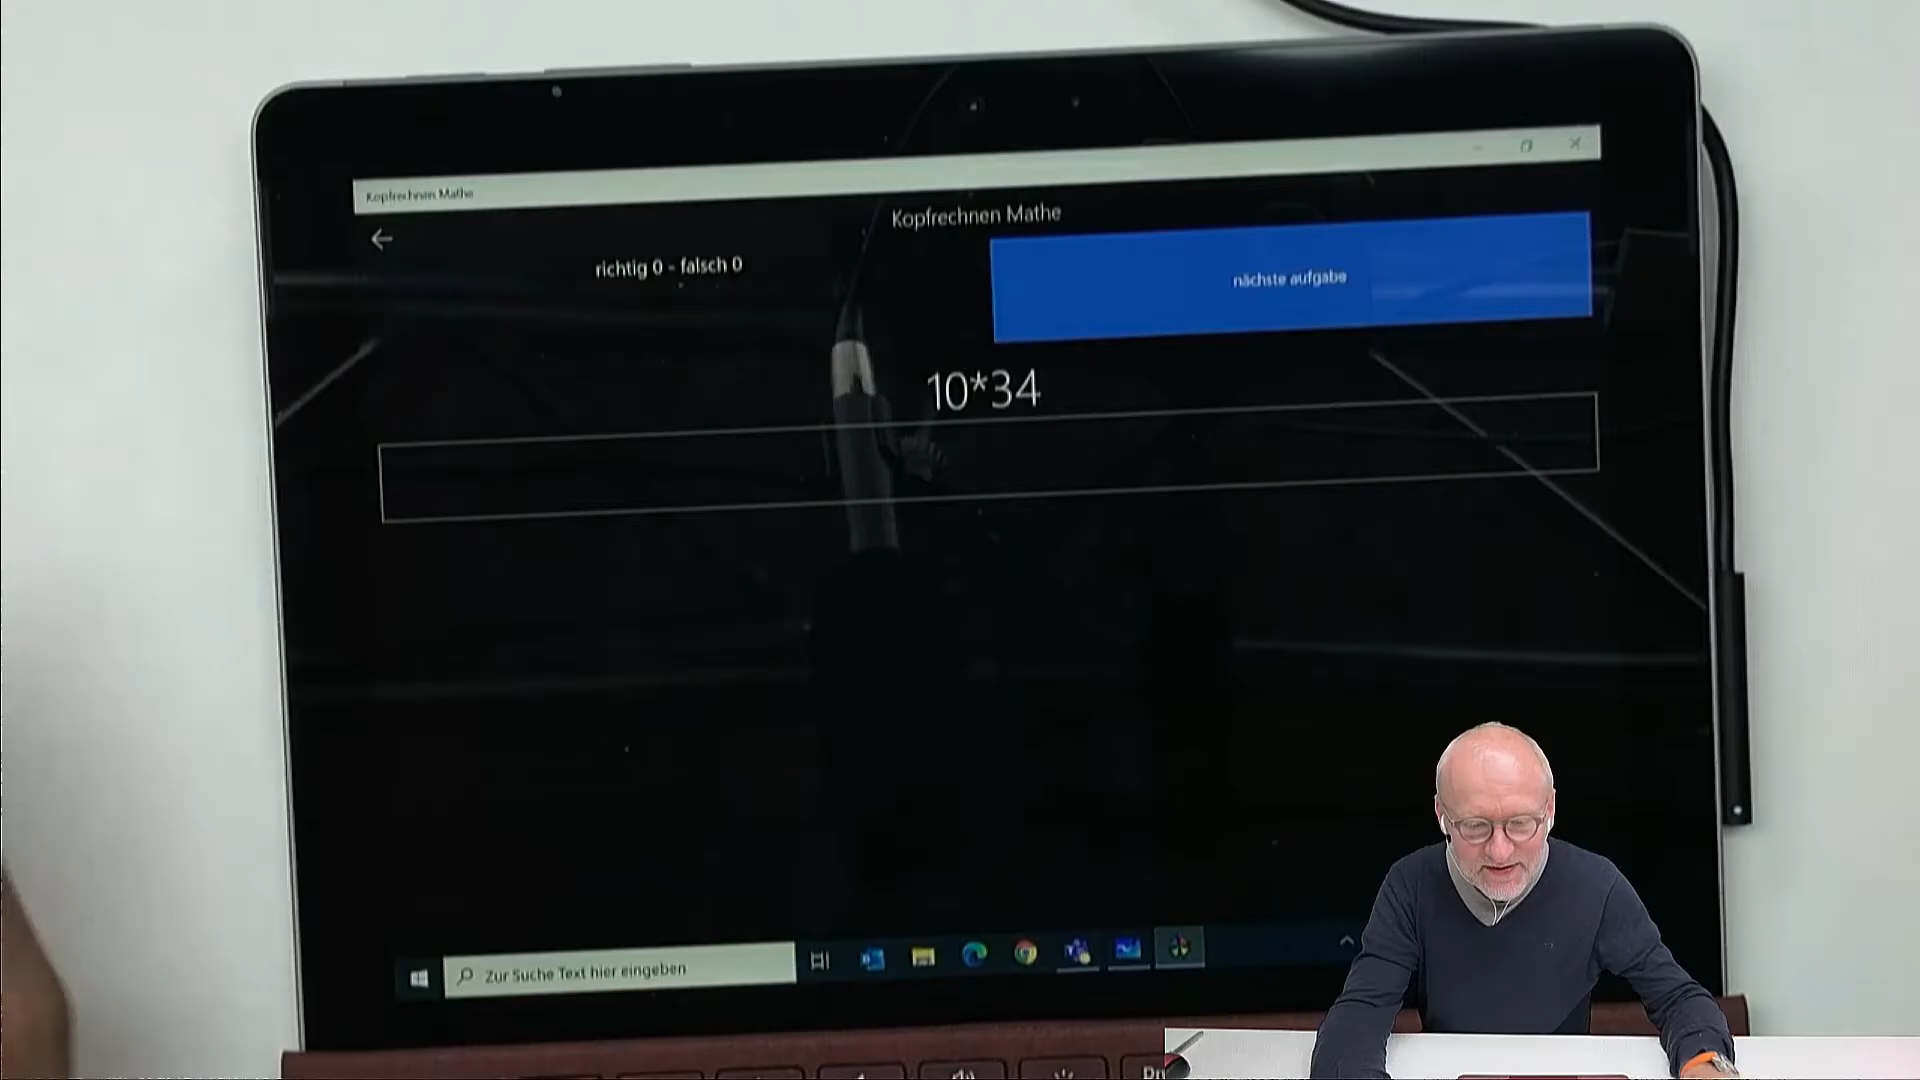 Kopfrechnen Mathe
Kopfrechnen Mathe
richtig 0 - falsch 0
nächste aufgabe
10*34
Zur Suche Text hier eingeben